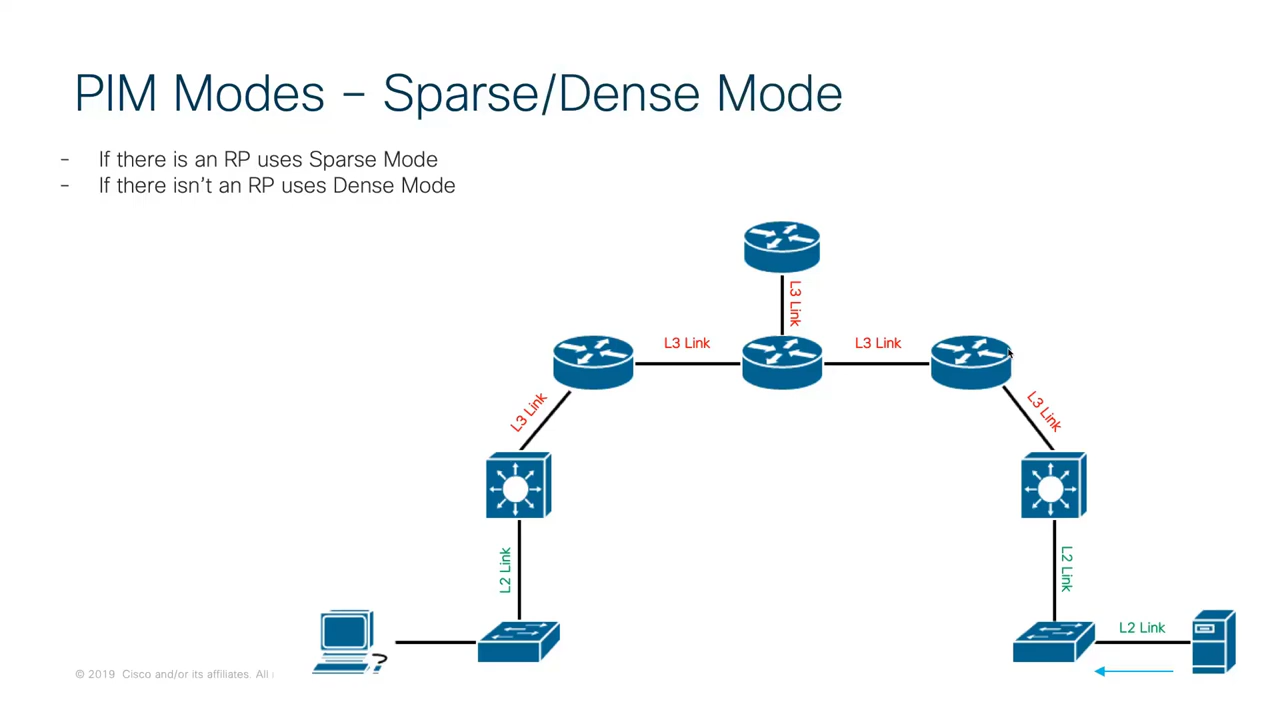 PIM Modes – Sparse/Dense Mode
- If there is an RP uses Sparse Mode
- If there isn't an RP uses Dense Mode
L3 Link
L3 Link
L3 Link
L3 Link
L3 Link
L2 Link
L2 Link
L2 Link
© 2019 Cisco and/or its affiliates. All